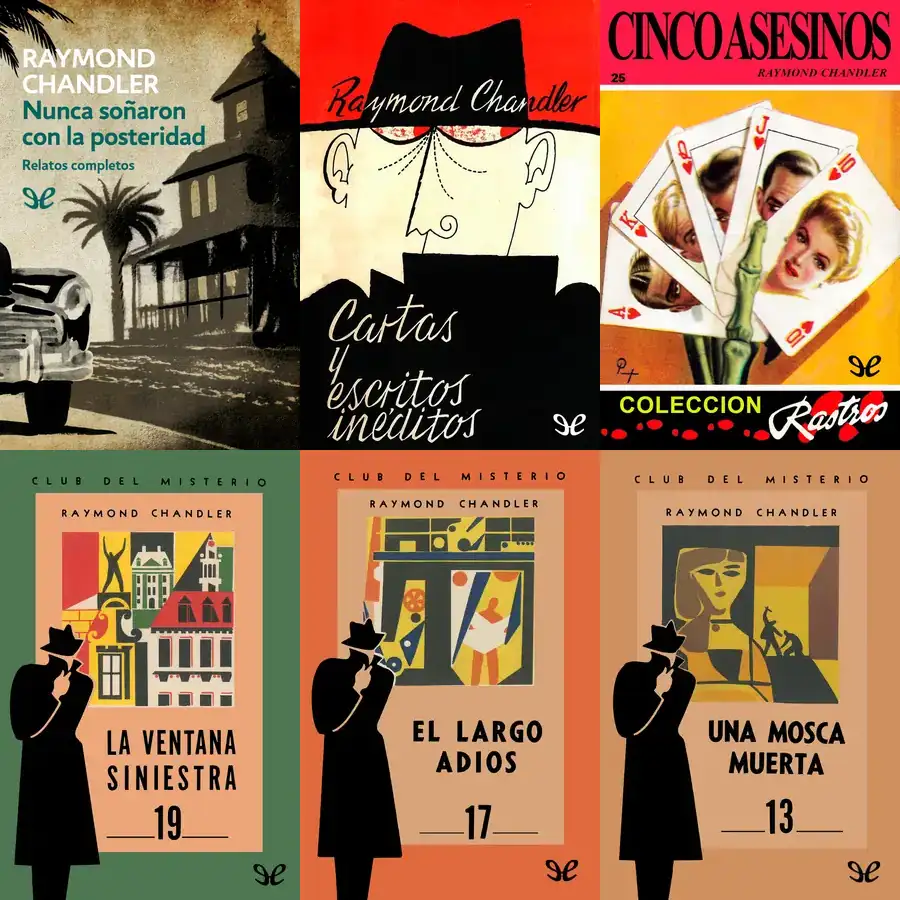 RAYMOND
CHANDLER
Nunca soñaron
con la posteridad
Relatos completos
Raymond Chandler
Cartas
y
escritos
inéditos
CINCO ASESINOS
25
RAYMOND CHANDLER
A
K
Q
J
10
10
COLECCION
Rastros
CLUB DEL MISTERIO
RAYMOND CHANDLER
LA VENTANA
SINIESTRA
19
CLUB DEL MISTERIO
RAYMOND CHANDLER
EL LARGO
ADIOS
17
CLUB DEL MISTERIO
RAYMOND CHANDLER
UNA MOSCA
MUERTA
13